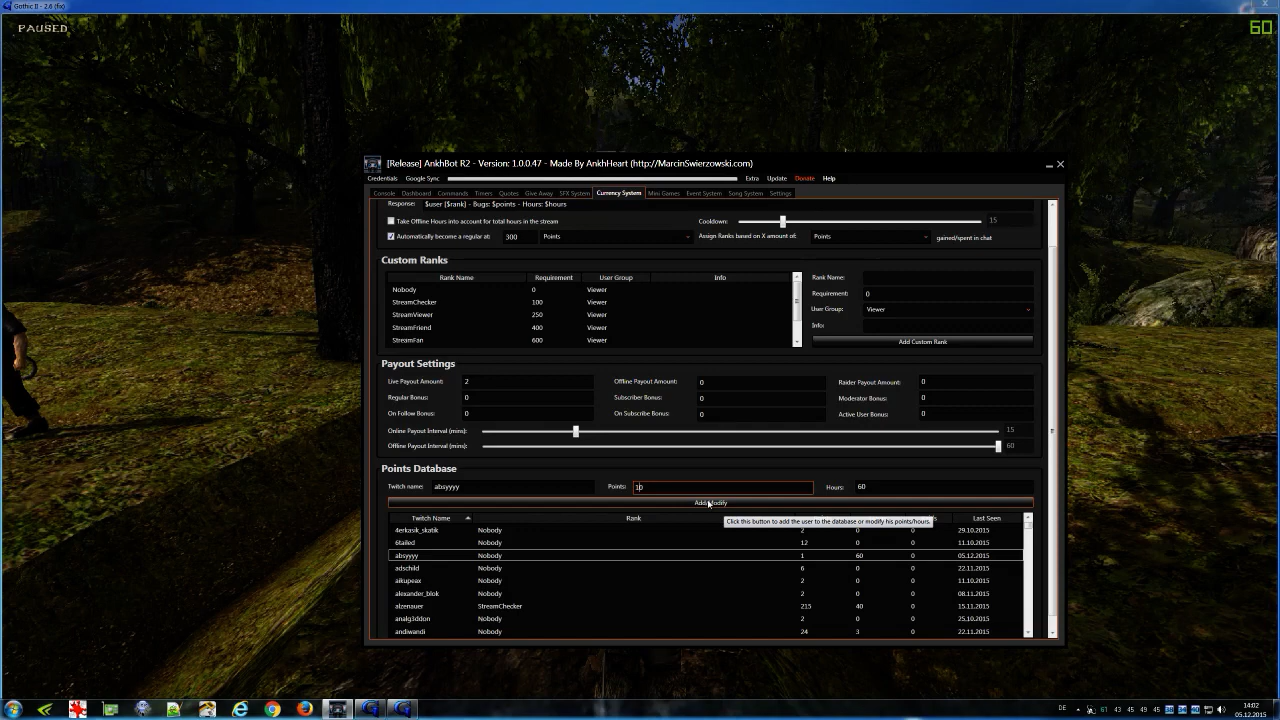 Gothic II - 2.6 (fix)
PAUSED
60
[Release] AnkhBot R2 - Version: 1.0.0.47 - Made By AnkhHeart (http://MarcinSwierzowski.com)
Credentials Google Sync Extra Update Donate Help
Console Dashboard Commands Timers Quotes Give Away SFX System Currency System Mini Games Event System Song System Settings
Response: $user ($rank) - Bugs: $points - Hours: $hours
Take Offline Hours into account for total hours in the stream Cooldown: 15
Automatically become a regular at: 300 Points Assign Ranks based on X amount of: Points gained/spent in chat
Custom Ranks
Rank Name Requirement User Group Info
Nobody 0 Viewer
StreamChecker 100 Viewer
StreamViewer 250 Viewer
StreamFriend 400 Viewer
StreamFan 600 Viewer
Rank Name:
Requirement: 0
User Group: Viewer
Info:
Add Custom Rank
Payout Settings
Live Payout Amount: 2 Offline Payout Amount: 0 Raider Payout Amount: 0
Regular Bonus: 0 Subscriber Bonus: 0 Moderator Bonus: 0
On Follow Bonus: 0 On Subscribe Bonus: 0 Active User Bonus: 0
Online Payout Interval (mins): 15
Offline Payout Interval (mins): 60
Points Database
Twitch name: absyyyy Points: 10 Hours: 60
Add/Modify
Click this button to add the user to the database or modify his points/hours.
Twitch Name Rank Last Seen
4erkasik_skatik Nobody 2 0 0 29.10.2015
6tailed Nobody 12 0 0 11.10.2015
absyyyy Nobody 1 60 0 05.12.2015
adschild Nobody 6 0 0 22.11.2015
aikupeax Nobody 2 0 0 11.10.2015
alexander_blok Nobody 2 0 0 08.11.2015
alzenauer StreamChecker 215 40 0 15.11.2015
analg3ddon Nobody 2 0 0 25.10.2015
andiwandi Nobody 24 3 0 22.11.2015
DE 61 43 45 49 45 14:02
05.12.2015